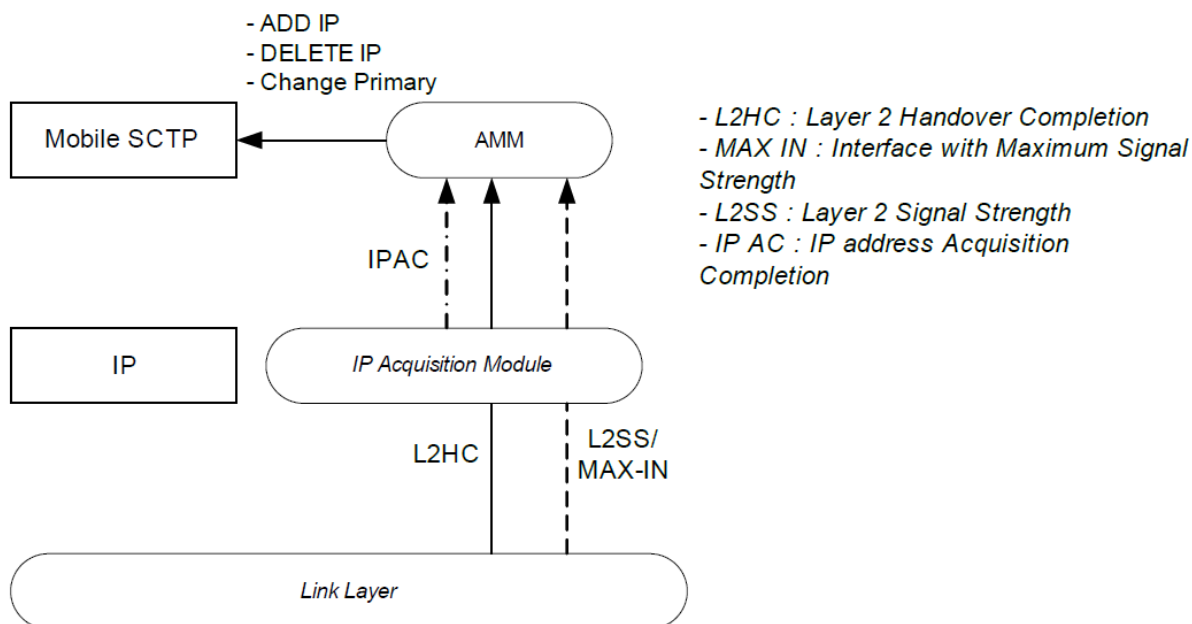 - ADD IP
- DELETE IP
- Change Primary
Mobile SCTP
AMM
- L2HC : Layer 2 Handover Completion
- MAX IN : Interface with Maximum Signal
Strength
- L2SS : Layer 2 Signal Strength
- IP AC : IP address Acquisition
Completion
IPAC
IP
IP Acquisition Module
L2HC
L2SS/
MAX-IN
Link Layer